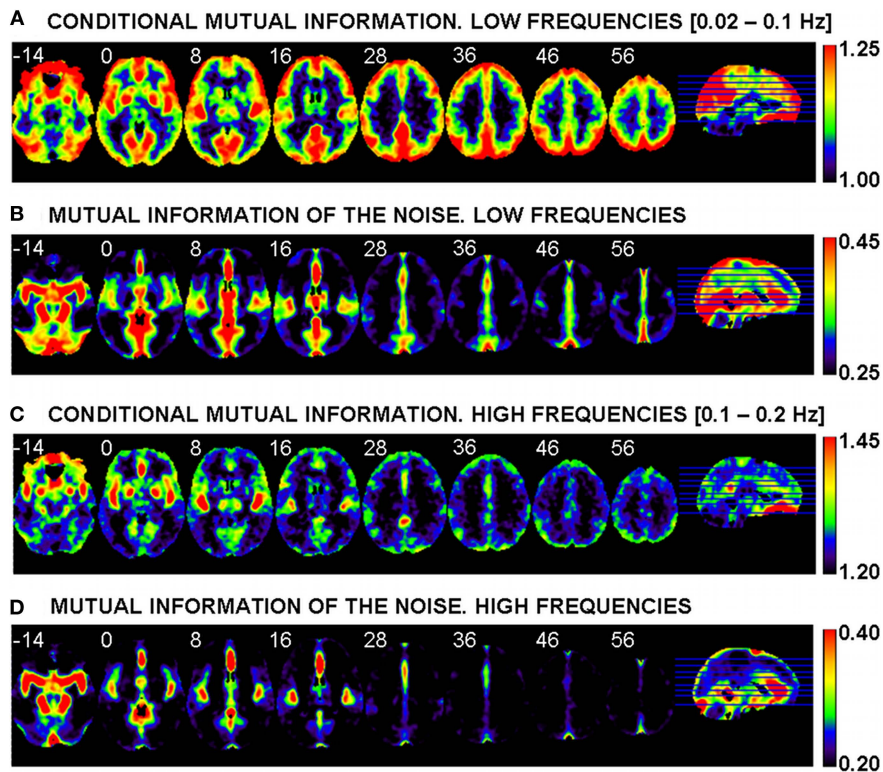 A CONDITIONAL MUTUAL INFORMATION. LOW FREQUENCIES [0.02 – 0.1 Hz]
-14 0 8 16 28 36 46 56 1.25
1.00
B MUTUAL INFORMATION OF THE NOISE. LOW FREQUENCIES
-14 0 8 16 28 36 46 56 0.45
0.25
C CONDITIONAL MUTUAL INFORMATION. HIGH FREQUENCIES [0.1 – 0.2 Hz]
-14 0 8 16 28 36 46 56 1.45
1.20
D MUTUAL INFORMATION OF THE NOISE. HIGH FREQUENCIES
-14 0 8 16 28 36 46 56 0.40
0.20